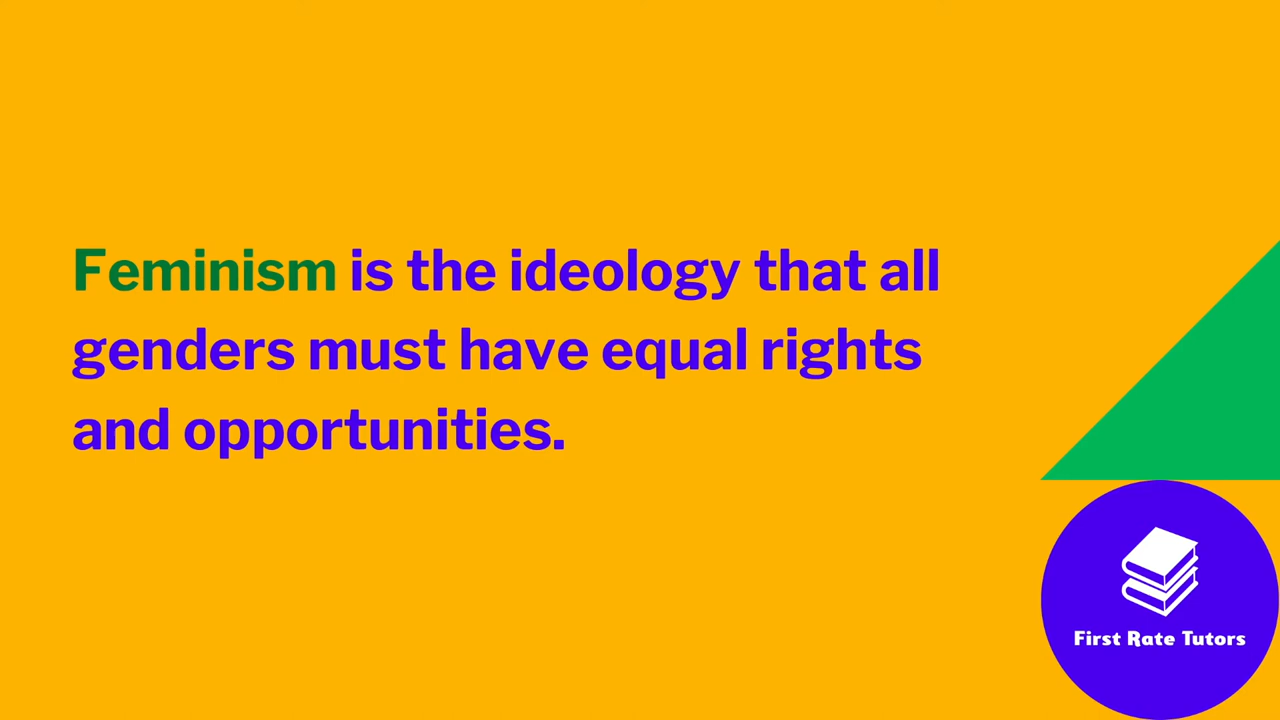 Feminism is the ideology that all
genders must have equal rights
and opportunities.
First Rate Tutors